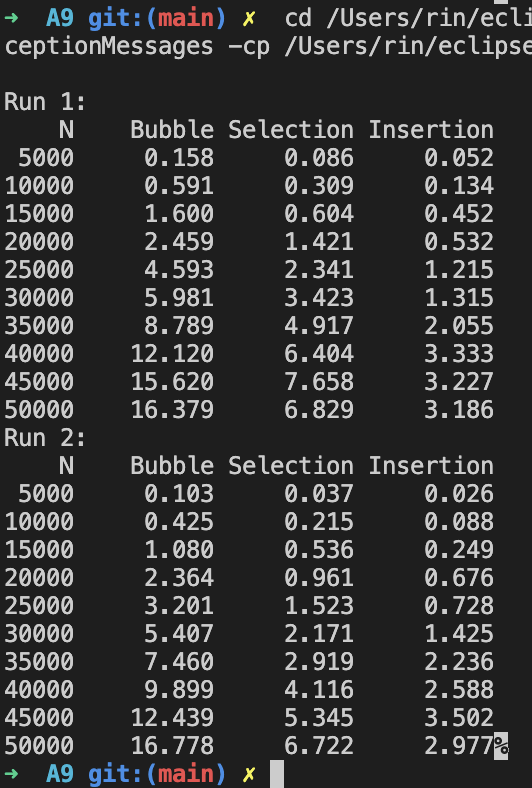 ➜  A9 git:(main) ✗  cd /Users/rin/ecli
ceptionMessages -cp /Users/rin/eclipse
Run 1:
    N    Bubble Selection Insertion
 5000     0.158     0.086     0.052
10000     0.591     0.309     0.134
15000     1.600     0.604     0.452
20000     2.459     1.421     0.532
25000     4.593     2.341     1.215
30000     5.981     3.423     1.315
35000     8.789     4.917     2.055
40000    12.120     6.404     3.333
45000    15.620     7.658     3.227
50000    16.379     6.829     3.186
Run 2:
    N    Bubble Selection Insertion
 5000     0.103     0.037     0.026
10000     0.425     0.215     0.088
15000     1.080     0.536     0.249
20000     2.364     0.961     0.676
25000     3.201     1.523     0.728
30000     5.407     2.171     1.425
35000     7.460     2.919     2.236
40000     9.899     4.116     2.588
45000    12.439     5.345     3.502
50000    16.778     6.722     2.977%
➜  A9 git:(main) ✗